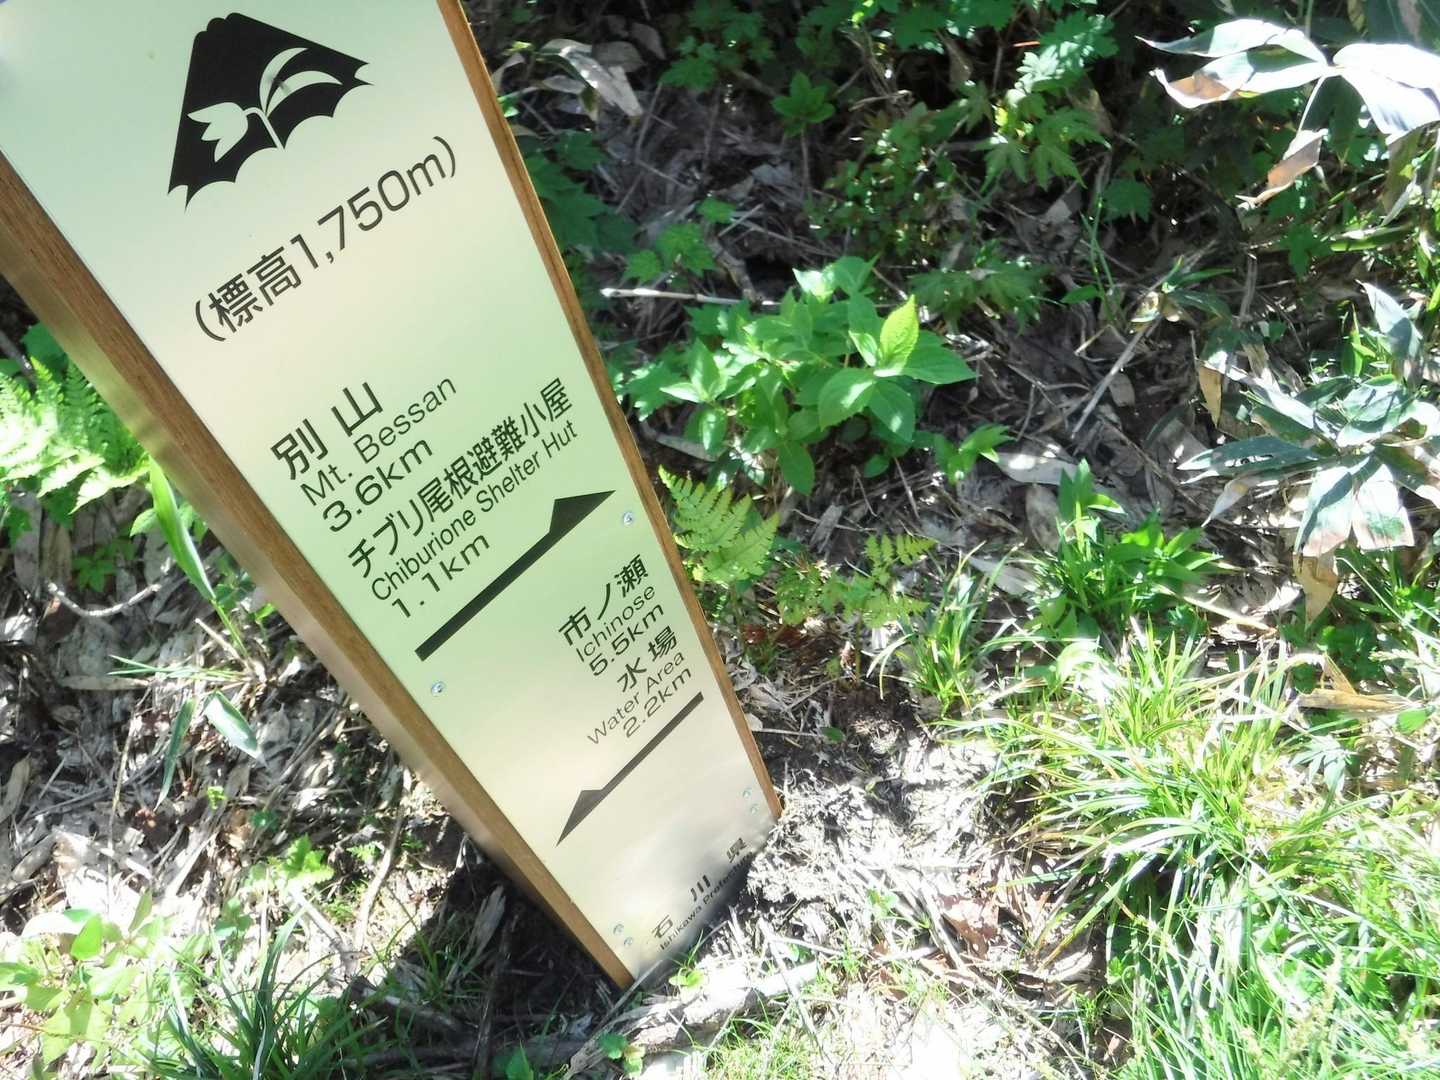 (標高1,750m)
別山
Mt. Bessan
3.6km
チブリ尾根避難小屋
Chiburione Shelter Hut
1.1km
市ノ瀬
Ichinose
5.5km
水場
Water Area
2.2km
石川県
Ishikawa